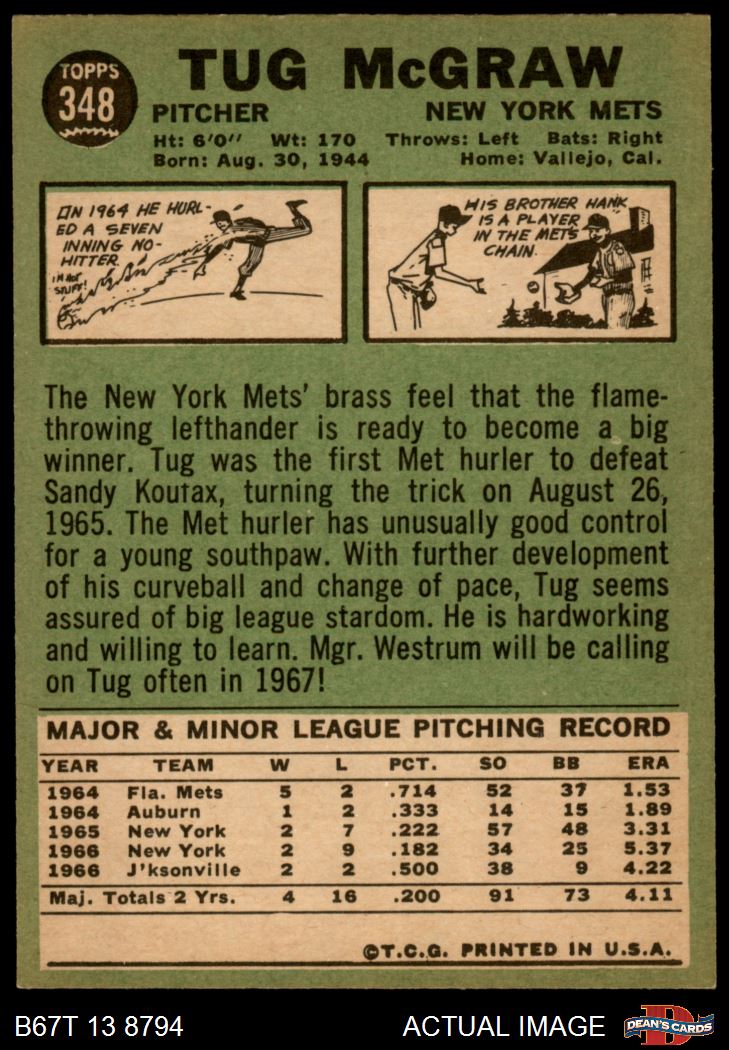 TOPPS
348
TUG McGRAW
PITCHER NEW YORK METS
Ht: 6'0" Wt: 170 Throws: Left Bats: Right
Born: Aug. 30, 1944 Home: Vallejo, Cal.
IN 1964 HE HURL-
ED A SEVEN
INNING NO-
HITTER.
I'M HOT
STUFF!
HIS BROTHER HANK
IS A PLAYER
IN THE METS
CHAIN.
The New York Mets' brass feel that the flame-
throwing lefthander is ready to become a big
winner. Tug was the first Met hurler to defeat
Sandy Koufax, turning the trick on August 26,
1965. The Met hurler has unusually good control
for a young southpaw. With further development
of his curveball and change of pace, Tug seems
assured of big league stardom. He is hardworking
and willing to learn. Mgr. Westrum will be calling
on Tug often in 1967!
MAJOR & MINOR LEAGUE PITCHING RECORD
YEAR TEAM W L PCT. SO BB ERA
1964 Fla. Mets 5 2 .714 52 37 1.53
1964 Auburn 1 2 .333 14 15 1.89
1965 New York 2 7 .222 57 48 3.31
1966 New York 2 9 .182 34 25 5.37
1966 J'ksonville 2 2 .500 38 9 4.22
Maj. Totals 2 Yrs. 4 16 .200 91 73 4.11
©T.C.G. PRINTED IN U.S.A.
B67T 13 8794 ACTUAL IMAGE
D
DEAN'S CARDS